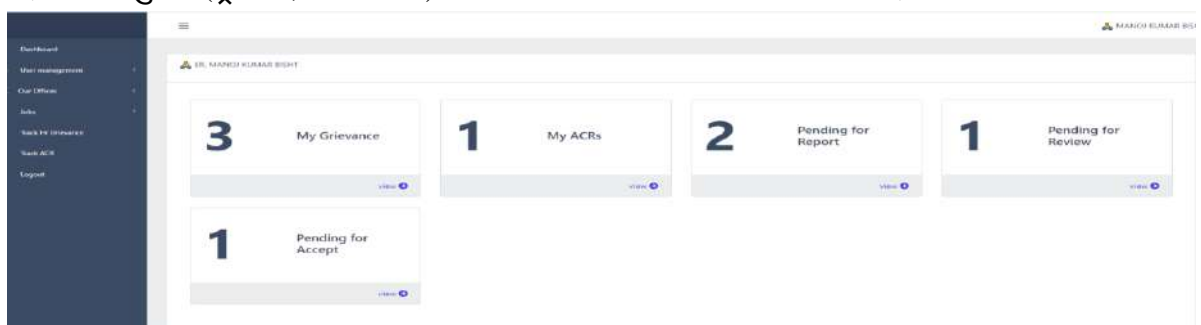 MANOJ KUMAR BIS
Dashboard
User management
Our Offices
Jobs
Track Hr Grievance
Track ACR
Logout
ER. MANOJ KUMAR BISHT
3 My Grievance
view
1 My ACRs
view
2 Pending for
Report
view
1 Pending for
Review
view
1 Pending for
Accept
view